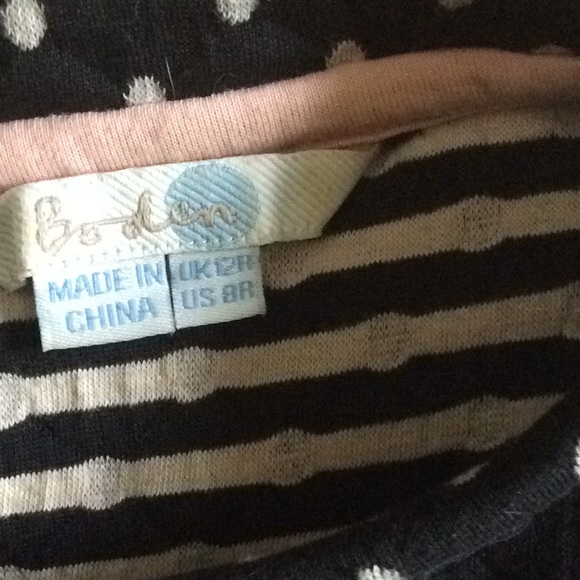 Boden
MADE IN
CHINA
UK12R
US 8R